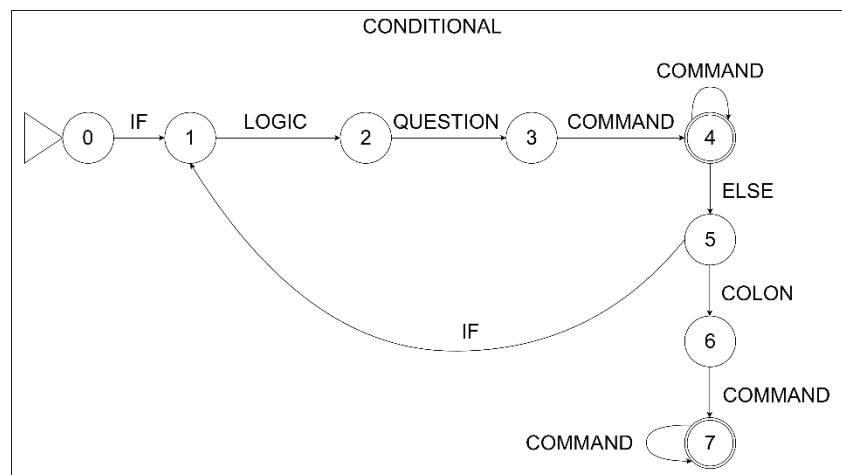 CONDITIONAL
COMMAND
0
IF
1
LOGIC
2
QUESTION
3
COMMAND
4
ELSE
5
COLON
IF
6
COMMAND
COMMAND
7